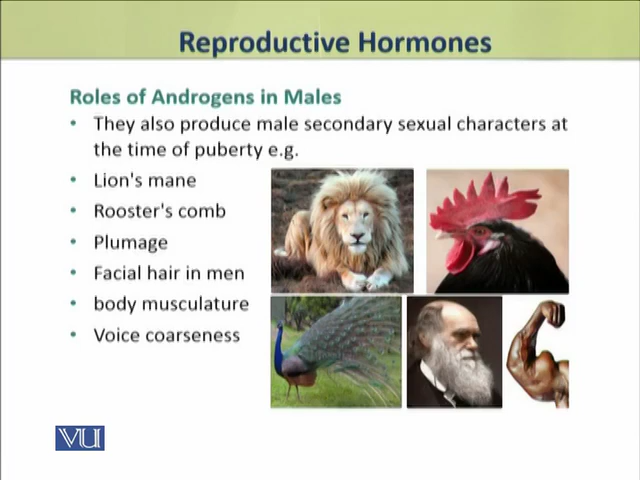 Reproductive Hormones
Roles of Androgens in Males
• They also produce male secondary sexual characters at
the time of puberty e.g.
• Lion's mane
• Rooster's comb
• Plumage
• Facial hair in men
• body musculature
• Voice coarseness
VU